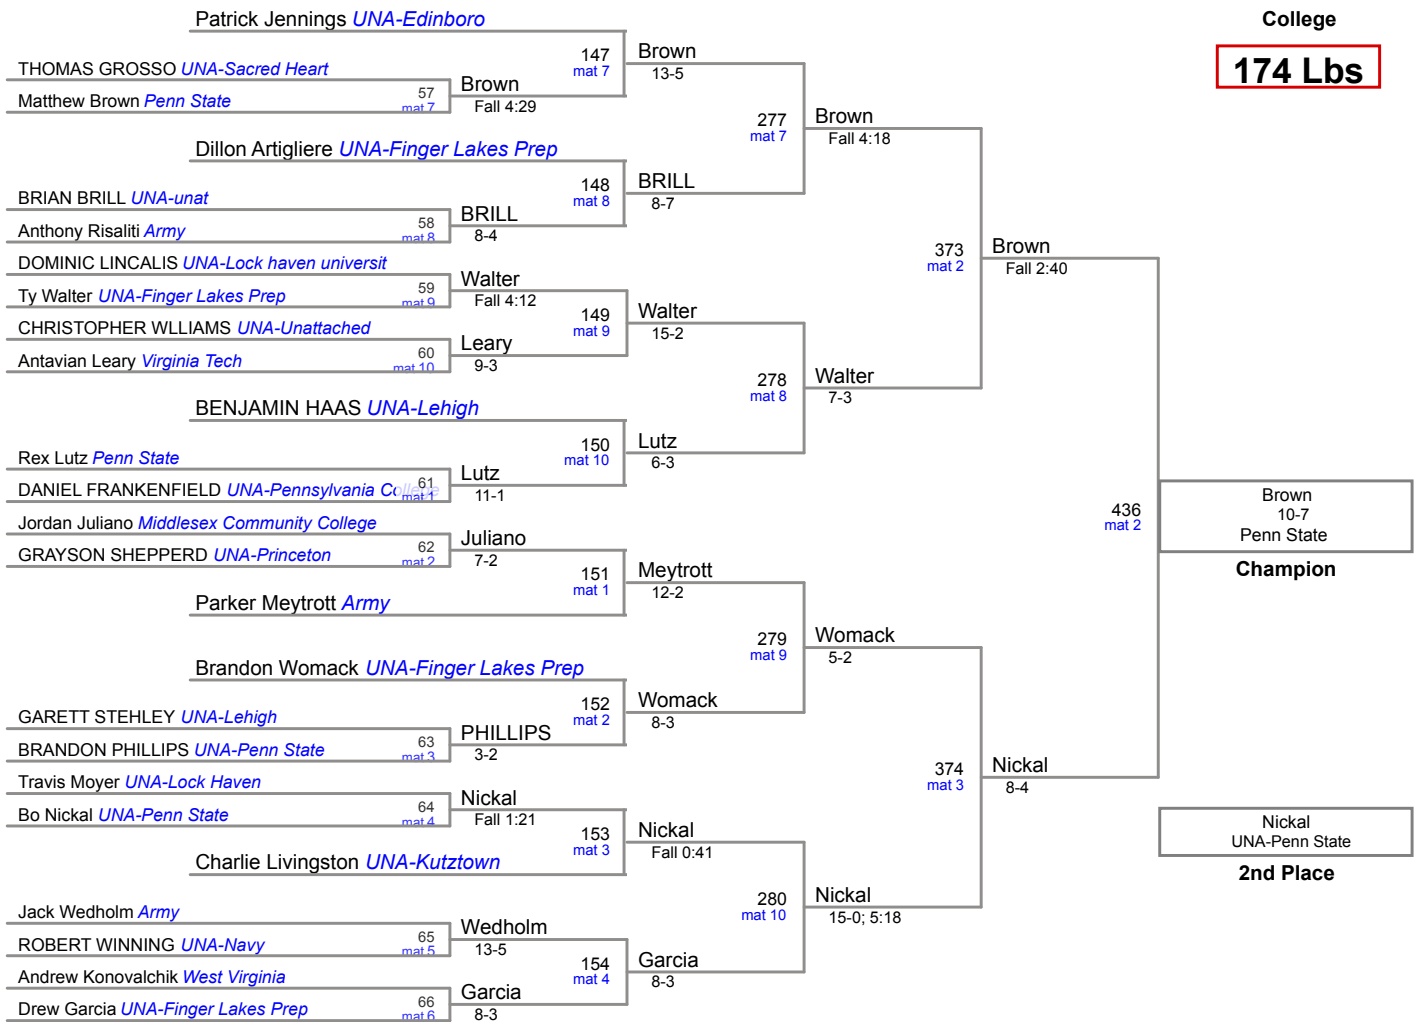 Patrick Jennings UNA-Edinboro
College
174 Lbs
147
mat 7
Brown
13-5
THOMAS GROSSO UNA-Sacred Heart
57
mat 7
Brown
Fall 4:29
Matthew Brown Penn State
277
mat 7
Brown
Fall 4:18
Dillon Artigliere UNA-Finger Lakes Prep
148
mat 8
BRILL
8-7
BRIAN BRILL UNA-unat
58
mat 8
BRILL
8-4
Anthony Risaliti Army
373
mat 2
Brown
Fall 2:40
DOMINIC LINCALIS UNA-Lock haven universit
59
mat 9
Walter
Fall 4:12
Ty Walter UNA-Finger Lakes Prep
149
mat 9
Walter
15-2
CHRISTOPHER WLLIAMS UNA-Unattached
60
mat 10
Leary
9-3
Antavian Leary Virginia Tech
278
mat 8
Walter
7-3
BENJAMIN HAAS UNA-Lehigh
150
mat 10
Lutz
6-3
Rex Lutz Penn State
61
mat 1
Lutz
11-1
DANIEL FRANKENFIELD UNA-Pennsylvania College
436
mat 2
Brown
10-7
Penn State
Champion
Jordan Juliano Middlesex Community College
62
mat 2
Juliano
7-2
GRAYSON SHEPPERD UNA-Princeton
151
mat 1
Meytrott
12-2
Parker Meytrott Army
279
mat 9
Womack
5-2
Brandon Womack UNA-Finger Lakes Prep
152
mat 2
Womack
8-3
GARETT STEHLEY UNA-Lehigh
63
mat 3
PHILLIPS
3-2
BRANDON PHILLIPS UNA-Penn State
374
mat 3
Nickal
8-4
Travis Moyer UNA-Lock Haven
64
mat 4
Nickal
Fall 1:21
Bo Nickal UNA-Penn State
153
mat 3
Nickal
Fall 0:41
Nickal
UNA-Penn State
2nd Place
Charlie Livingston UNA-Kutztown
280
mat 10
Nickal
15-0; 5:18
Jack Wedholm Army
65
mat 5
Wedholm
13-5
ROBERT WINNING UNA-Navy
154
mat 4
Garcia
8-3
Andrew Konovalchik West Virginia
66
mat 6
Garcia
8-3
Drew Garcia UNA-Finger Lakes Prep